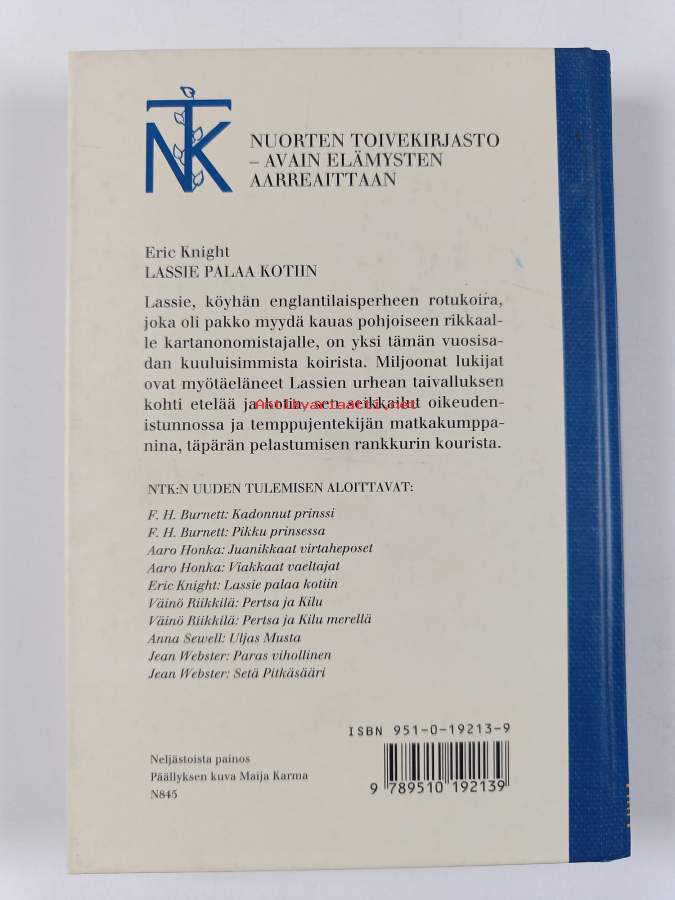 NTK
NUORTEN TOIVEKIRJASTO
– AVAIN ELÄMYSTEN
AARREAITTAAN
Eric Knight
LASSIE PALAA KOTIIN
Lassie, köyhän englantilaisperheen rotukoira,
joka oli pakko myydä kauas pohjoiseen rikkaal-
le kartanonomistajalle, on yksi tämän vuosisa-
dan kuuluisimmista koirista. Miljoonat lukijat
ovat myötäeläneet Lassien urhean taivalluksen
kohti etelää ja kotia, sen seikkailut oikeuden-
Antikvariaatti.net
istunnossa ja temppujentekijän matkakumppa-
nina, täpärän pelastumisen rankkurin kourista.
NTK:N UUDEN TULEMISEN ALOITTAVAT:
F. H. Burnett: Kadonnut prinssi
F. H. Burnett: Pikku prinsessa
Aaro Honka: Juanikkaat virtaheposet
Aaro Honka: Viakkaat vaeltajat
Eric Knight: Lassie palaa kotiin
Väinö Riikkilä: Pertsa ja Kilu
Väinö Riikkilä: Pertsa ja Kilu merellä
Anna Sewell: Uljas Musta
Jean Webster: Paras vihollinen
Jean Webster: Setä Pitkäsääri
ISBN 951-0-19213-9
9 789510 192139
Neljästoista painos
Päällyksen kuva Maija Karma
N845